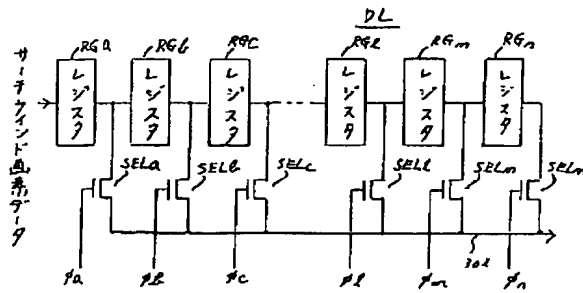 DL
RGa
RGb
RGc
RGl
RGm
RGn
サーチウインド画素データ
レジスタ
レジスタ
レジスタ
レジスタ
レジスタ
レジスタ
SELa
SELb
SELc
SELl
SELm
SELn
301
φa
φb
φc
φl
φm
φn